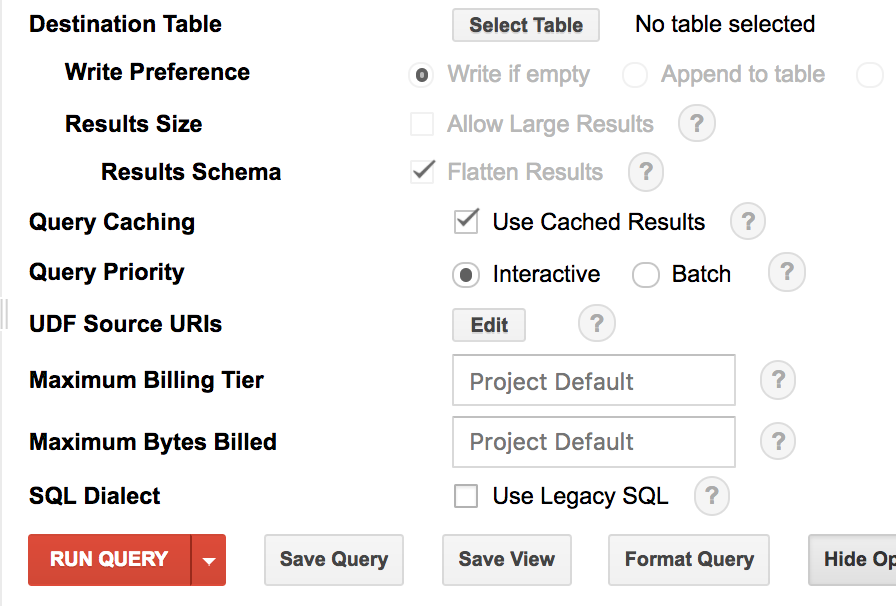 Destination Table Select Table No table selected
Write Preference Write if empty Append to table
Results Size Allow Large Results ?
Results Schema Flatten Results ?
Query Caching Use Cached Results ?
Query Priority Interactive Batch ?
UDF Source URIs Edit ?
Maximum Billing Tier Project Default ?
Maximum Bytes Billed Project Default ?
SQL Dialect Use Legacy SQL ?
RUN QUERY Save Query Save View Format Query Hide Op